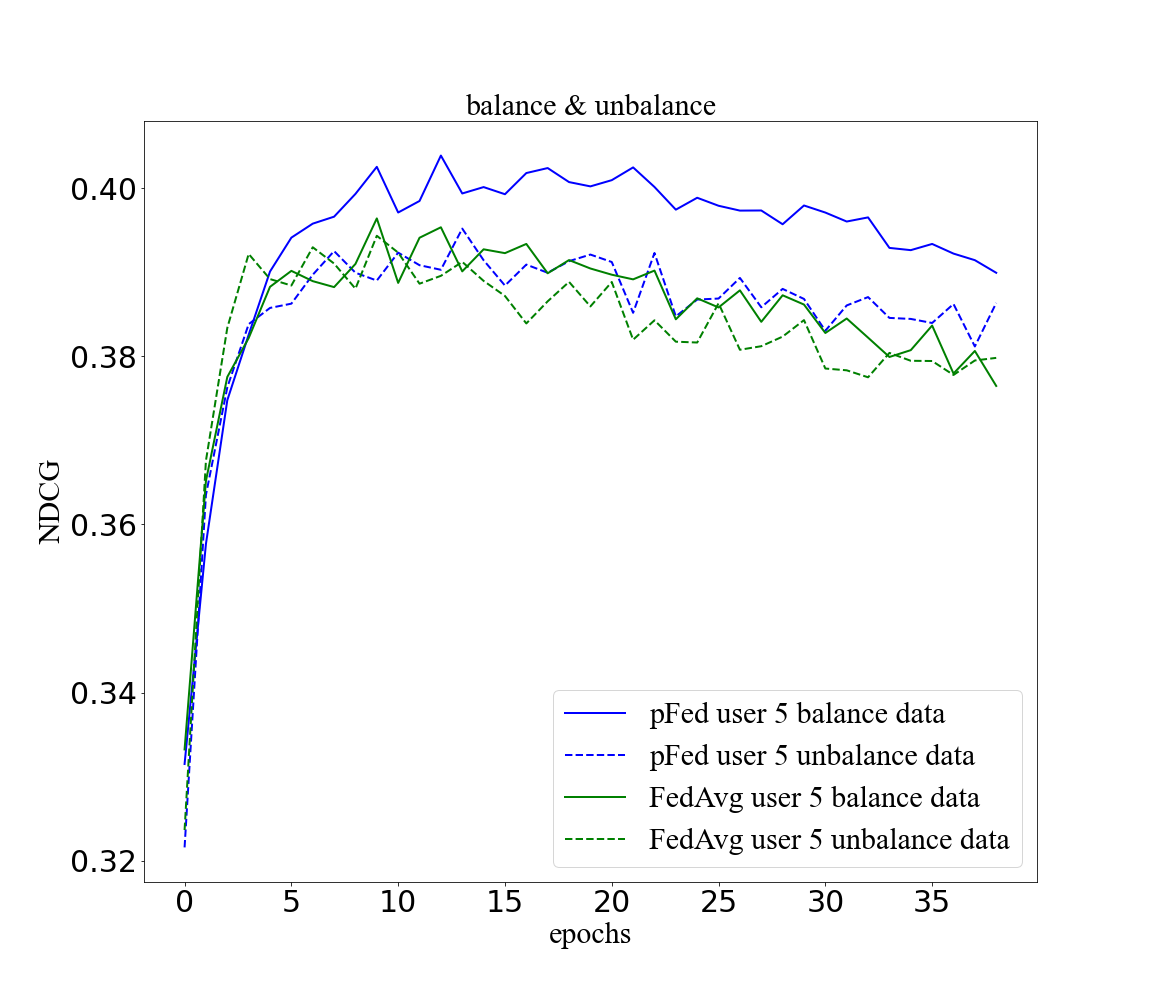 balance & unbalance
0.40
0.38
0.36
0.34
0.32
NDCG
pFed user 5 balance data
pFed user 5 unbalance data
FedAvg user 5 balance data
FedAvg user 5 unbalance data
0 5 10 15 20 25 30 35
epochs